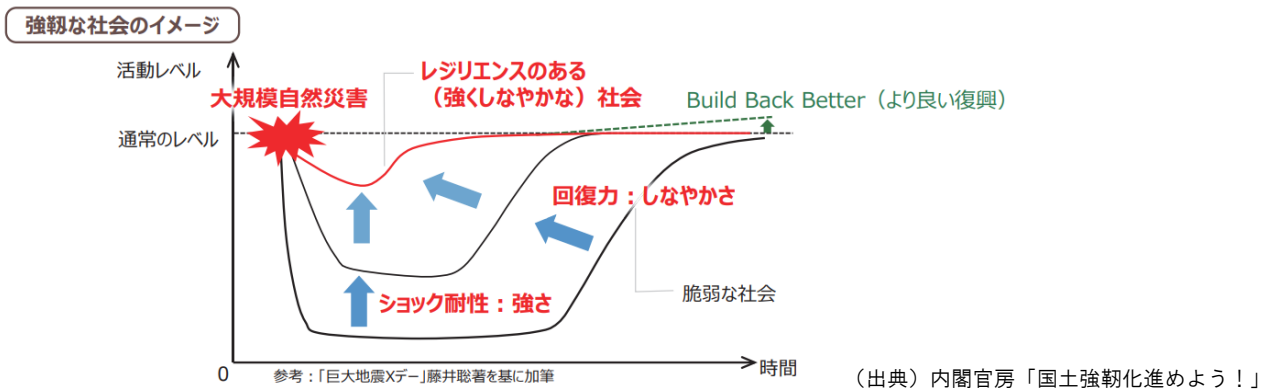 強靱な社会のイメージ
活動レベル
大規模自然災害
レジリエンスのある
（強くしなやかな）社会
Build Back Better（より良い復興）
通常のレベル
回復力：しなやかさ
ショック耐性：強さ
脆弱な社会
0
時間
参考：「巨大地震Xデー」藤井聡著を基に加筆
（出典）内閣官房「国土強靭化進めよう！」